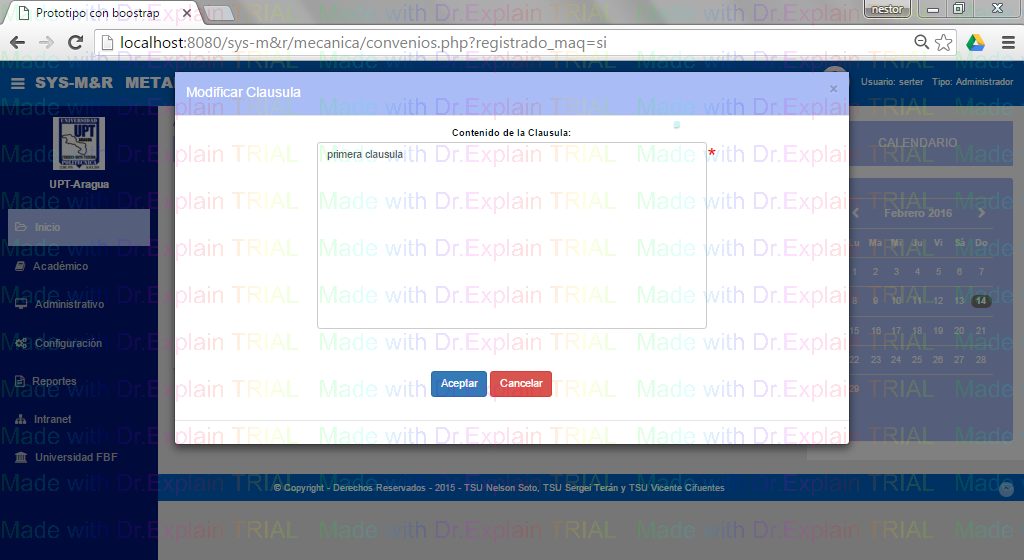 Prototipo con boostrap
nestor
localhost:8080/sys-m&r/mecanica/convenios.php?registrado_maq=si
SYS-M&R META
Usuario: serter Tipo: Administrador
Modificar Clausula
×
UNIVERSIDAD
UPT
ARAGUA
POLITECNICA
UPT-Aragua
Contenido de la Clausula:
primera clausula
*
CALENDARIO
Inicio
Académico
Administrativo
Configuración
Reportes
Intranet
Universidad FBF
Febrero 2016
Lu Ma Mi Ju Vi Sá Do
1 2 3 4 5 6 7
8 9 10 11 12 13 14
15 16 17 18 19 20 21
22 23 24 25 26 27 28
29
Aceptar Cancelar
© Copyright - Derechos Reservados - 2015 - TSU Nelson Soto, TSU Sergei Terán y TSU Vicente Cifuentes
Made with Dr.Explain TRIAL